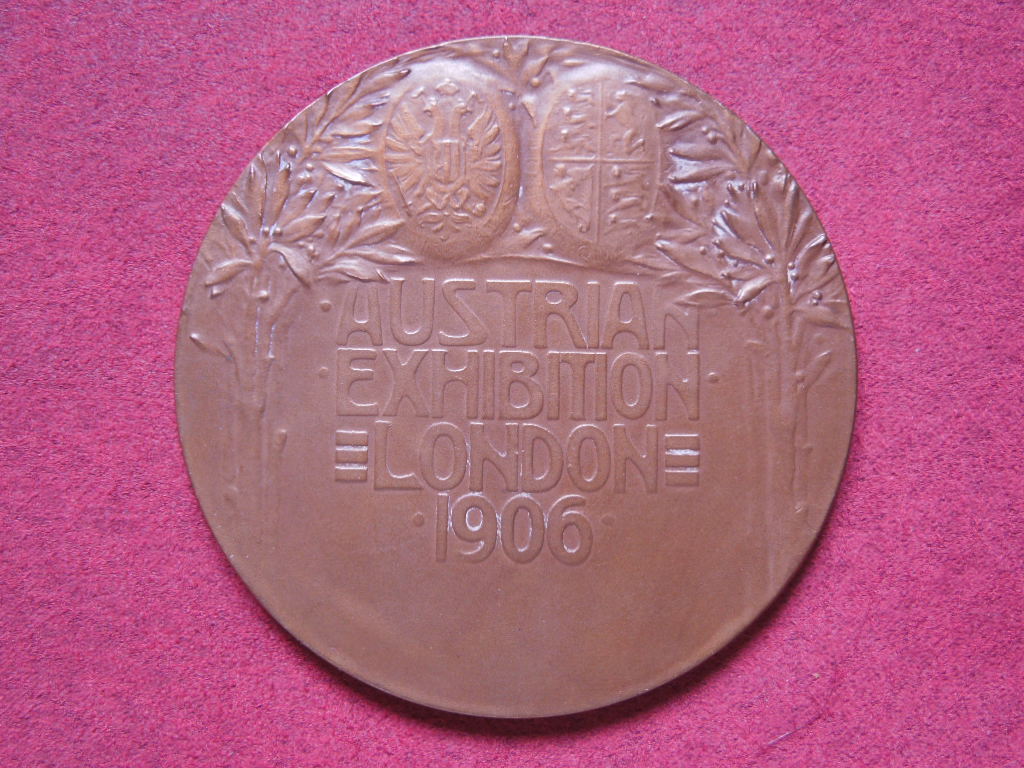 AUSTRIAN
· EXHIBITION ·
LONDON
· 1906 ·